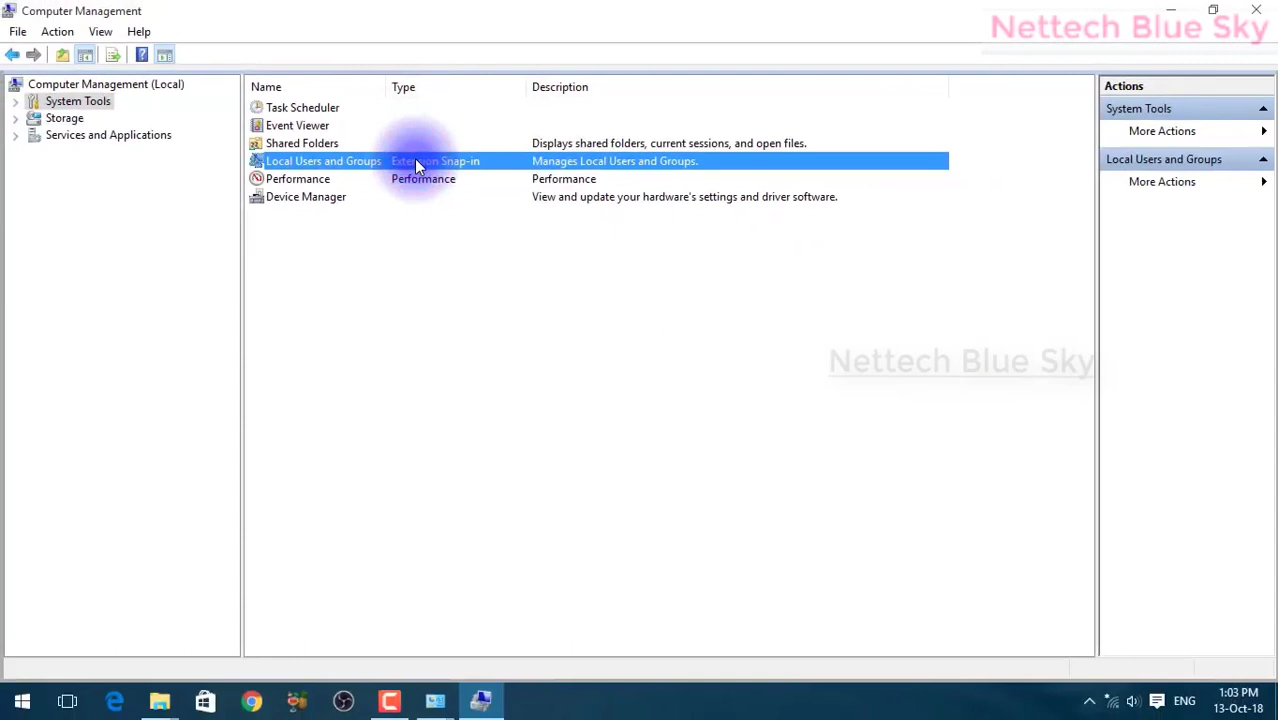 Computer Management
Nettech Blue Sky
File Action View Help
Computer Management (Local)
System Tools
Storage
Services and Applications
Name Type Description
Task Scheduler
Event Viewer
Shared Folders Displays shared folders, current sessions, and open files.
Local Users and Groups Extension Snap-in Manages Local Users and Groups.
Performance Performance Performance
Device Manager View and update your hardware's settings and driver software.
Nettech Blue Sky
Actions
System Tools
More Actions
Local Users and Groups
More Actions
ENG
1:03 PM
13-Oct-18